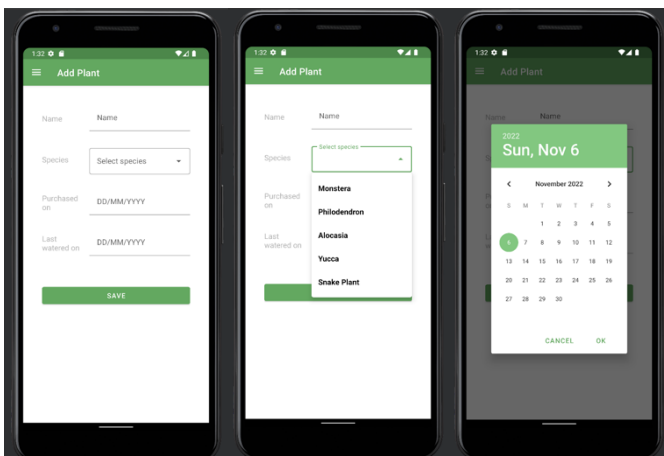 1:32
Add Plant
Name Name
Species Select species
Purchased
on DD/MM/YYYY
Last
watered on DD/MM/YYYY
SAVE
1:32
Add Plant
Name Name
Select species
Species
Monstera
Purchased
on
Philodendron
Last
watered on
Alocasia
Yucca
Snake Plant
1:32
Add Plant
Name Name
2022
Sun, Nov 6
November 2022
S M T W T F S
1 2 3 4 5
6 7 8 9 10 11 12
13 14 15 16 17 18 19
20 21 22 23 24 25 26
27 28 29 30
CANCEL OK